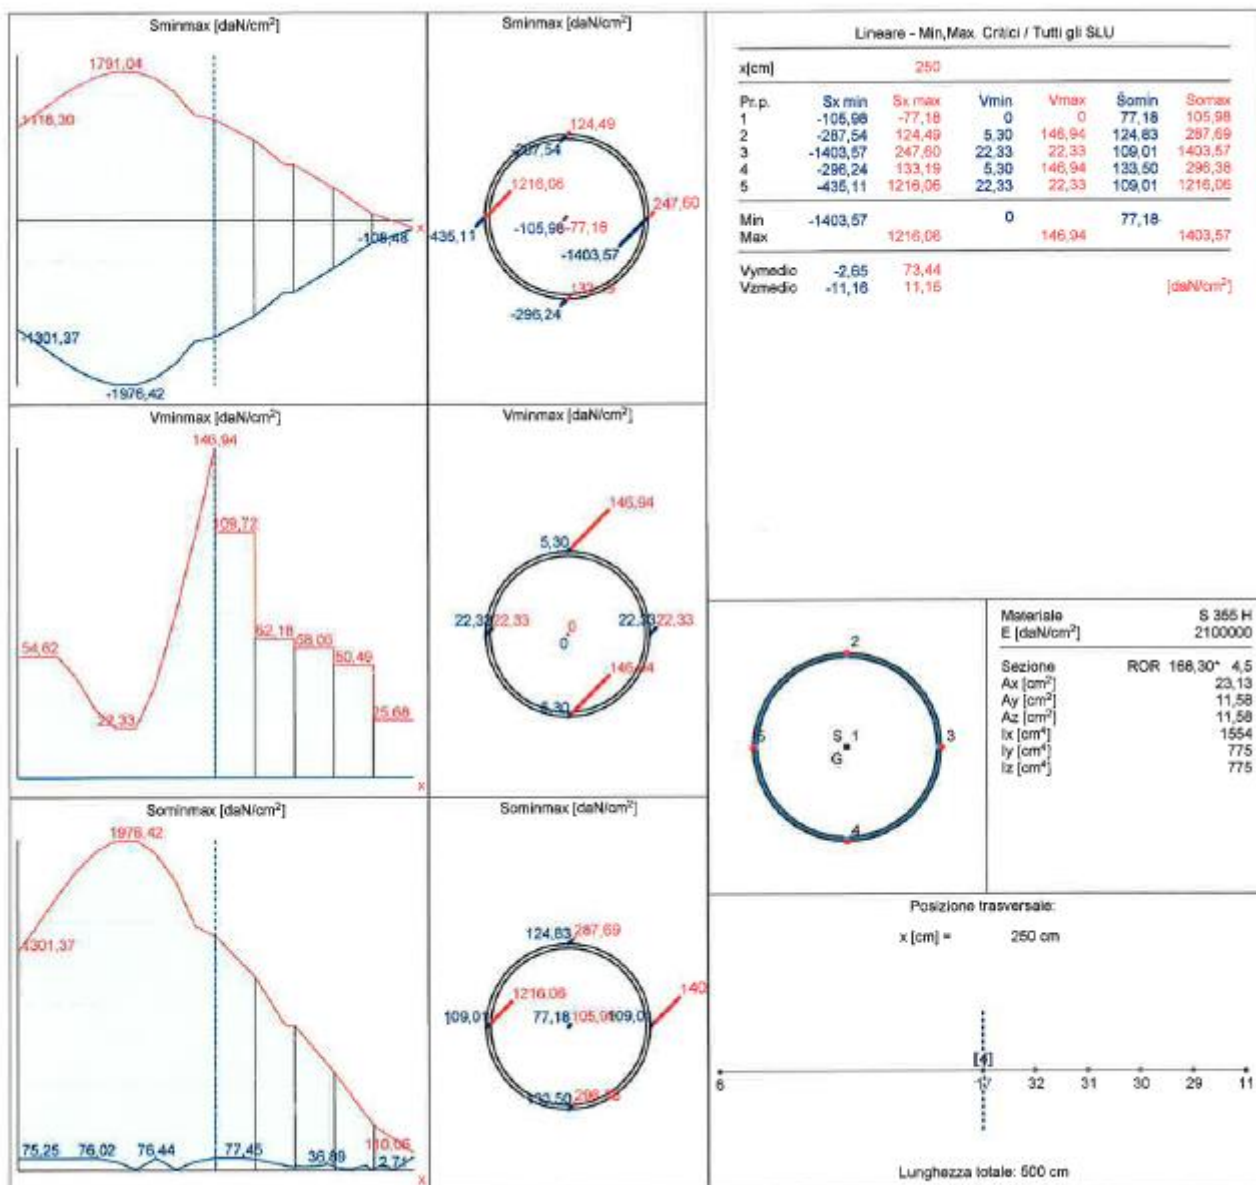 Sminmax [daN/cm²]
1791,04
1116,30
-108,48
x
-1301,37
-1976,42
Sminmax [daN/cm²]
124,49
-287,54
1216,06
247,60
-105,98
-77,18
-435,11
-1403,57
-296,24
Lineare - Min,Max. Critici / Tutti gli SLU
x[cm] 250
Pr.p. Sx min Sx max Vmin Vmax Somin Somax
1 -105,98 -77,18 0 0 77,18 105,98
2 -287,54 124,49 5,30 146,94 124,83 287,69
3 -1403,57 247,60 22,33 22,33 109,01 1403,57
4 -296,24 133,19 5,30 146,94 133,50 296,38
5 -435,11 1216,06 22,33 22,33 109,01 1216,06
Min -1403,57 0 77,18
Max 1216,06 146,94 1403,57
Vymedio -2,65 73,44
Vzmedio -11,16 11,16 [daN/cm²]
Vminmax [daN/cm²]
146,94
109,72
54,62
62,18
58,06
50,49
22,33
25,68
x
Vminmax [daN/cm²]
146,94
5,30
22,33 22,33 22,33 22,33
0
0
146,94
5,30
2
5 S 1 3
G
4
Materiale S 355 H
E [daN/cm²] 2100000
Sezione ROR 168,30* 4,5
Ax [cm²] 23,13
Ay [cm²] 11,58
Az [cm²] 11,58
Ix [cm⁴] 1554
Iy [cm⁴] 775
Iz [cm⁴] 775
Sominmax [daN/cm²]
1976,42
1301,37
110,06
75,25 76,02 76,44 77,45 36,89 2,71
x
Sominmax [daN/cm²]
124,83 287,69
1216,06
140
109,01 77,18 105,98 109,01
133,50 296,38
Posizione trasversale:
x [cm] = 250 cm
[4]
6 17 32 31 30 29 11
Lunghezza totale: 500 cm